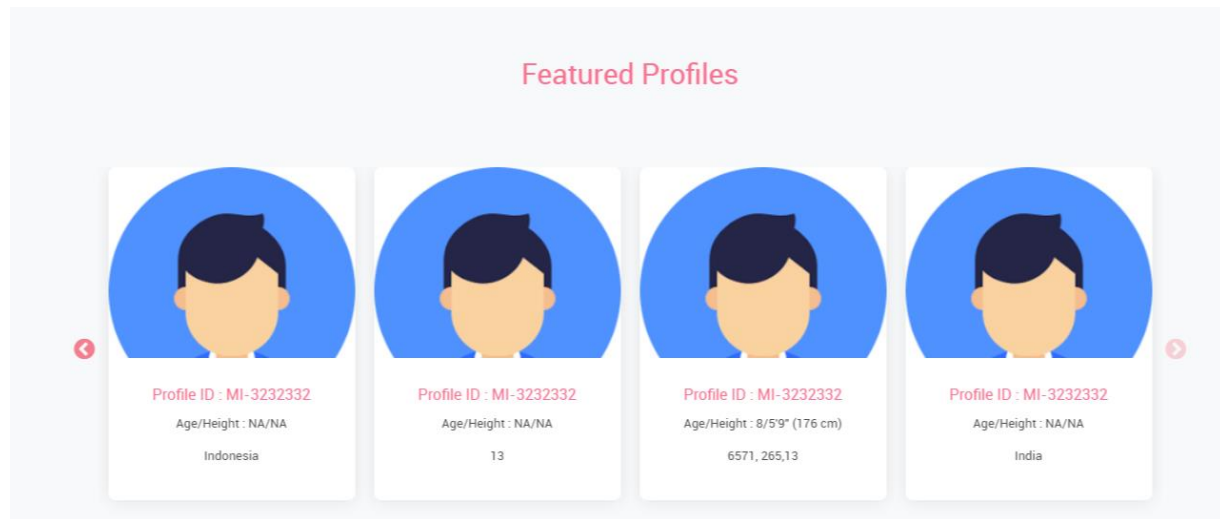 Featured Profiles
Profile ID : MI-3232332
Age/Height : NA/NA
Indonesia
Profile ID : MI-3232332
Age/Height : NA/NA
13
Profile ID : MI-3232332
Age/Height : 8/5'9" (176 cm)
6571, 265,13
Profile ID : MI-3232332
Age/Height : NA/NA
India